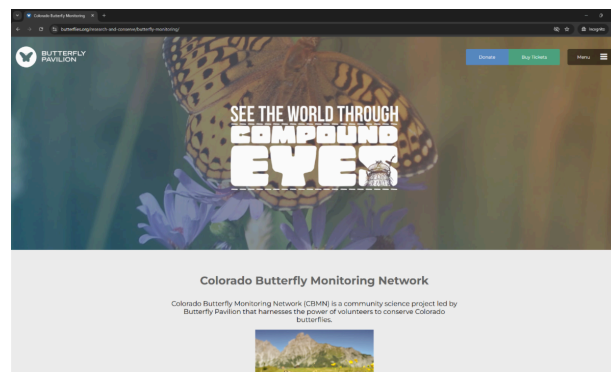 Colorado Butterfly Monitoring
butterflies.org/research-and-conserve/butterfly-monitoring/
Incognito
BUTTERFLY
PAVILION
Donate
Buy Tickets
Menu
SEE THE WORLD THROUGH
COMPOUND
EYES
Colorado Butterfly Monitoring Network
Colorado Butterfly Monitoring Network (CBMN) is a community science project led by
Butterfly Pavilion that harnesses the power of volunteers to conserve Colorado
butterflies.